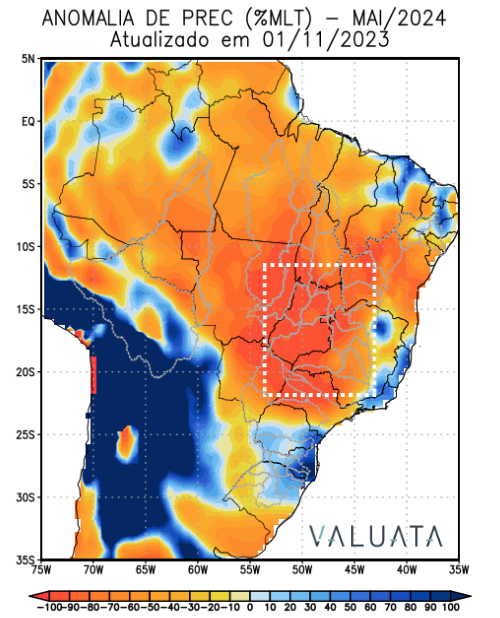 ANOMALIA DE PREC (%MLT) – MAI/2024
Atualizado em 01/11/2023
5N
EQ
5S
10S
15S
20S
25S
30S
35S
VALUATA
75W 70W 65W 60W 55W 50W 45W 40W 35W
-100-90-80-70-60-50-40-30-20-10 0 10 20 30 40 50 60 70 80 90 100